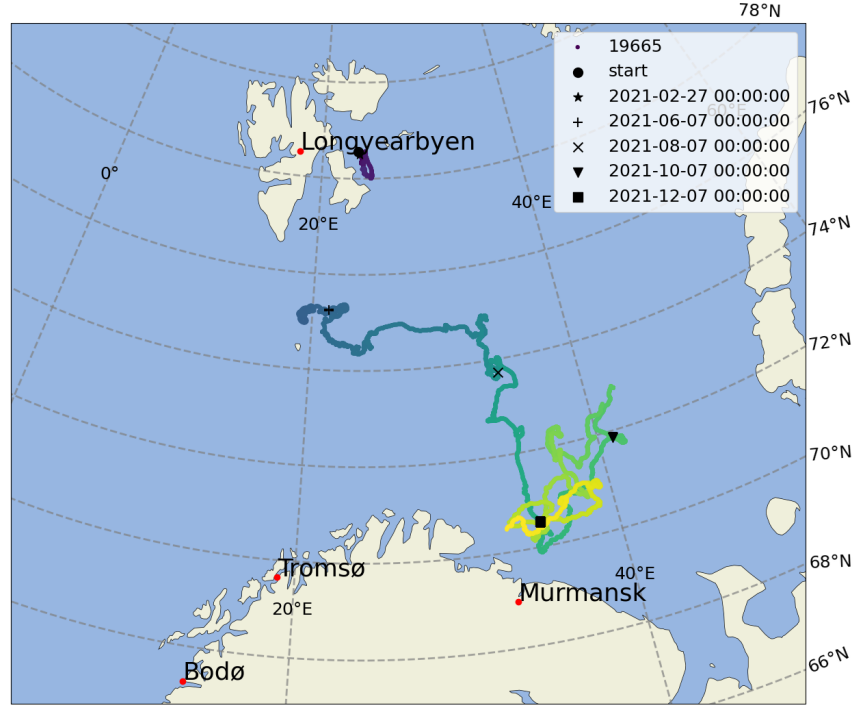 78°N
19665
start
2021-02-27 00:00:00
60°E
76°N
2021-06-07 00:00:00
Longyearbyen
2021-08-07 00:00:00
0°
2021-10-07 00:00:00
40°E
2021-12-07 00:00:00
20°E
74°N
72°N
70°N
68°N
Tromsø
40°E
Murmansk
20°E
66°N
Bodø